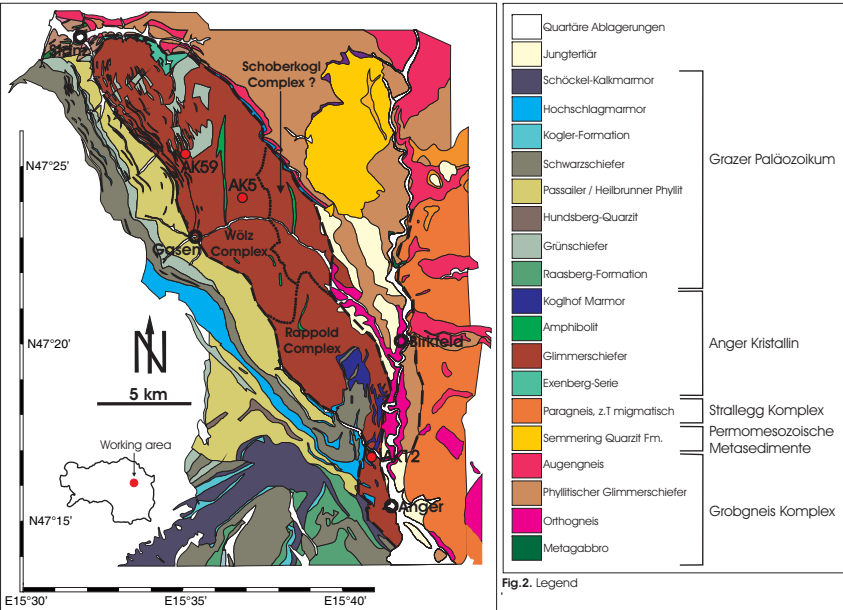 Stanz
Schoberkogl
Complex ?
N47°25'
AK59
AK5
Gasen
Wölz
Complex
N47°20'
Birkfeld
Rappold
Complex
N
5 km
Working area
AK12
N47°15'
Anger
E15°30'
E15°35'
E15°40'
Quartäre Ablagerungen
Jungtertiär
Schöckel-Kalkmarmor
Hochschlagmarmor
Kogler-Formation
Schwarzschiefer
Passailer / Heilbrunner Phyllit
Hundsberg-Quarzit
Grünschiefer
Raasberg-Formation
Grazer Paläozoikum
Koglhof Marmor
Amphibolit
Glimmerschiefer
Exenberg-Serie
Anger Kristallin
Paragneis, z.T migmatisch
Strallegg Komplex
Semmering Quarzit Fm.
Permomesozoische
Metasedimente
Augengneis
Phyllitischer Glimmerschiefer
Orthogneis
Metagabbro
Grobgneis Komplex
Fig.2. Legend